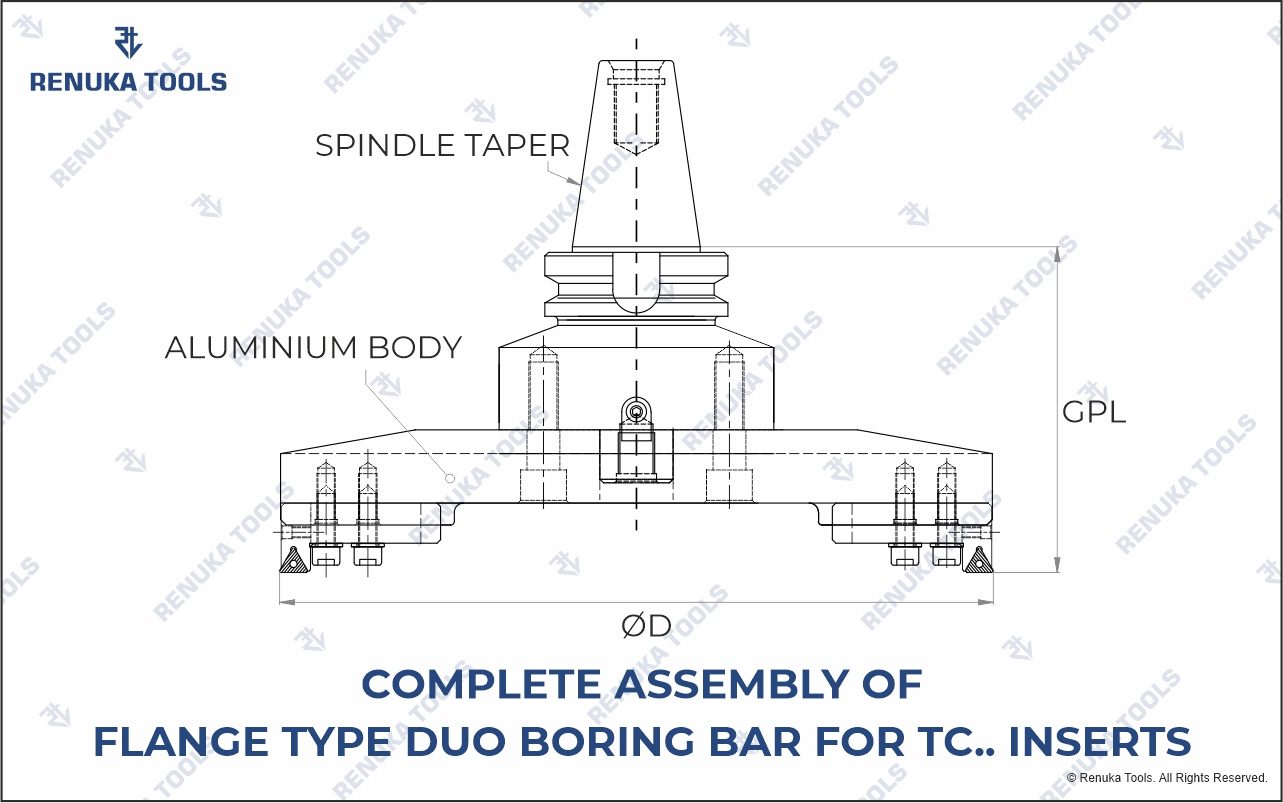 RENUKA TOOLS
SPINDLE TAPER
ALUMINIUM BODY
GPL
ØD
COMPLETE ASSEMBLY OF
FLANGE TYPE DUO BORING BAR FOR TC.. INSERTS
© Renuka Tools. All Rights Reserved.